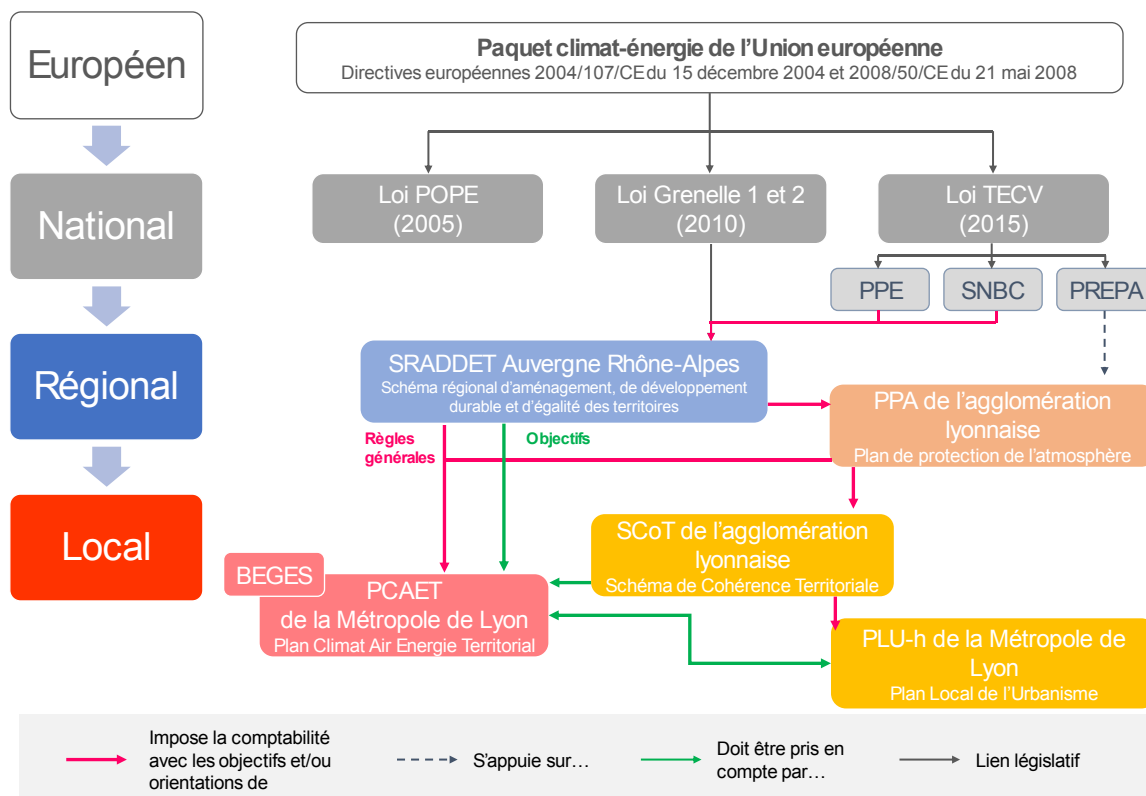 Européen
Paquet climat-énergie de l'Union européenne
Directives européennes 2004/107/CE du 15 décembre 2004 et 2008/50/CE du 21 mai 2008
National
Loi POPE
(2005)
Loi Grenelle 1 et 2
(2010)
Loi TECV
(2015)
PPE
SNBC
PREPA
Régional
SRADDET Auvergne Rhône-Alpes
Schéma régional d'aménagement, de développement
durable et d'égalité des territoires
PPA de l'agglomération
lyonnaise
Plan de protection de l'atmosphère
Règles
générales
Objectifs
Local
SCoT de l'agglomération
lyonnaise
Schéma de Cohérence Territoriale
BEGES
PCAET
de la Métropole de Lyon
Plan Climat Air Energie Territorial
PLU-h de la Métropole de
Lyon
Plan Local de l'Urbanisme
Impose la comptabilité
avec les objectifs et/ou
orientations de
S'appuie sur…
Doit être pris en
compte par…
Lien législatif